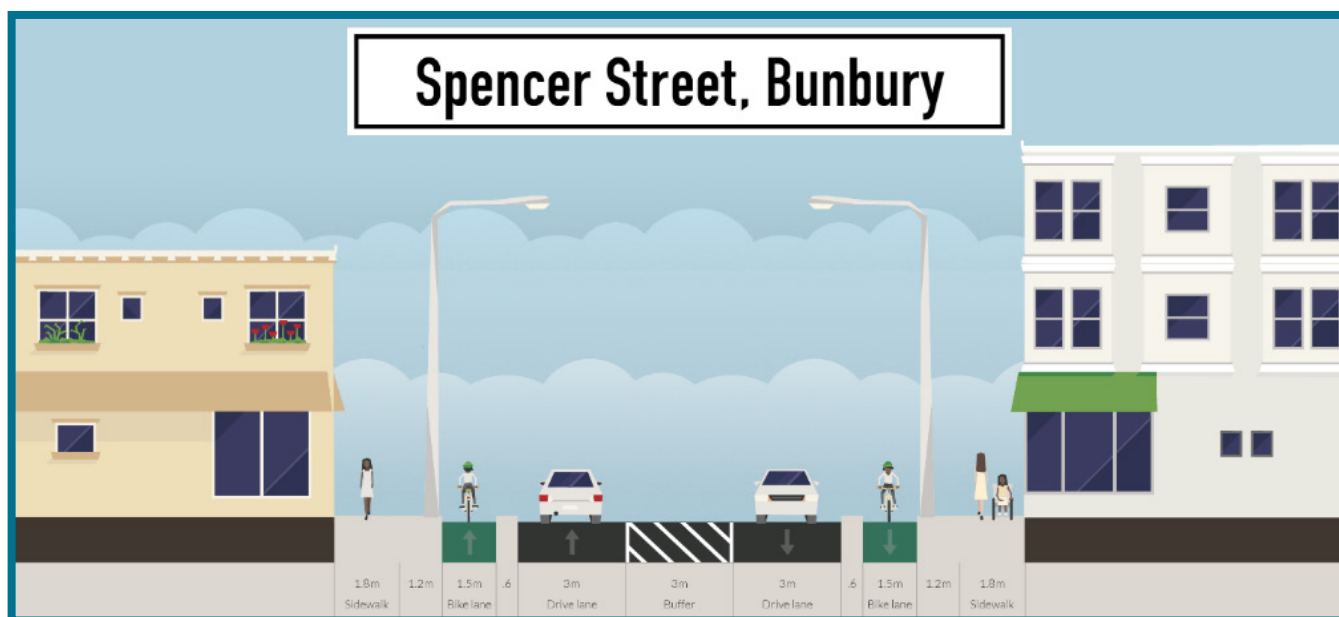 Spencer Street, Bunbury
1.8m 1.2m 1.5m .6 3m 3m 3m .6 1.5m 1.2m 1.8m
Sidewalk Bike lane Drive lane Buffer Drive lane Bike lane Sidewalk